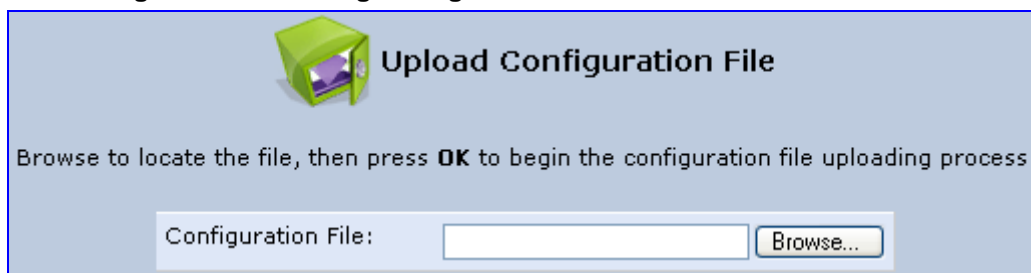 Upload Configuration File
Browse to locate the file, then press OK to begin the configuration file uploading process
Configuration File:
Browse...